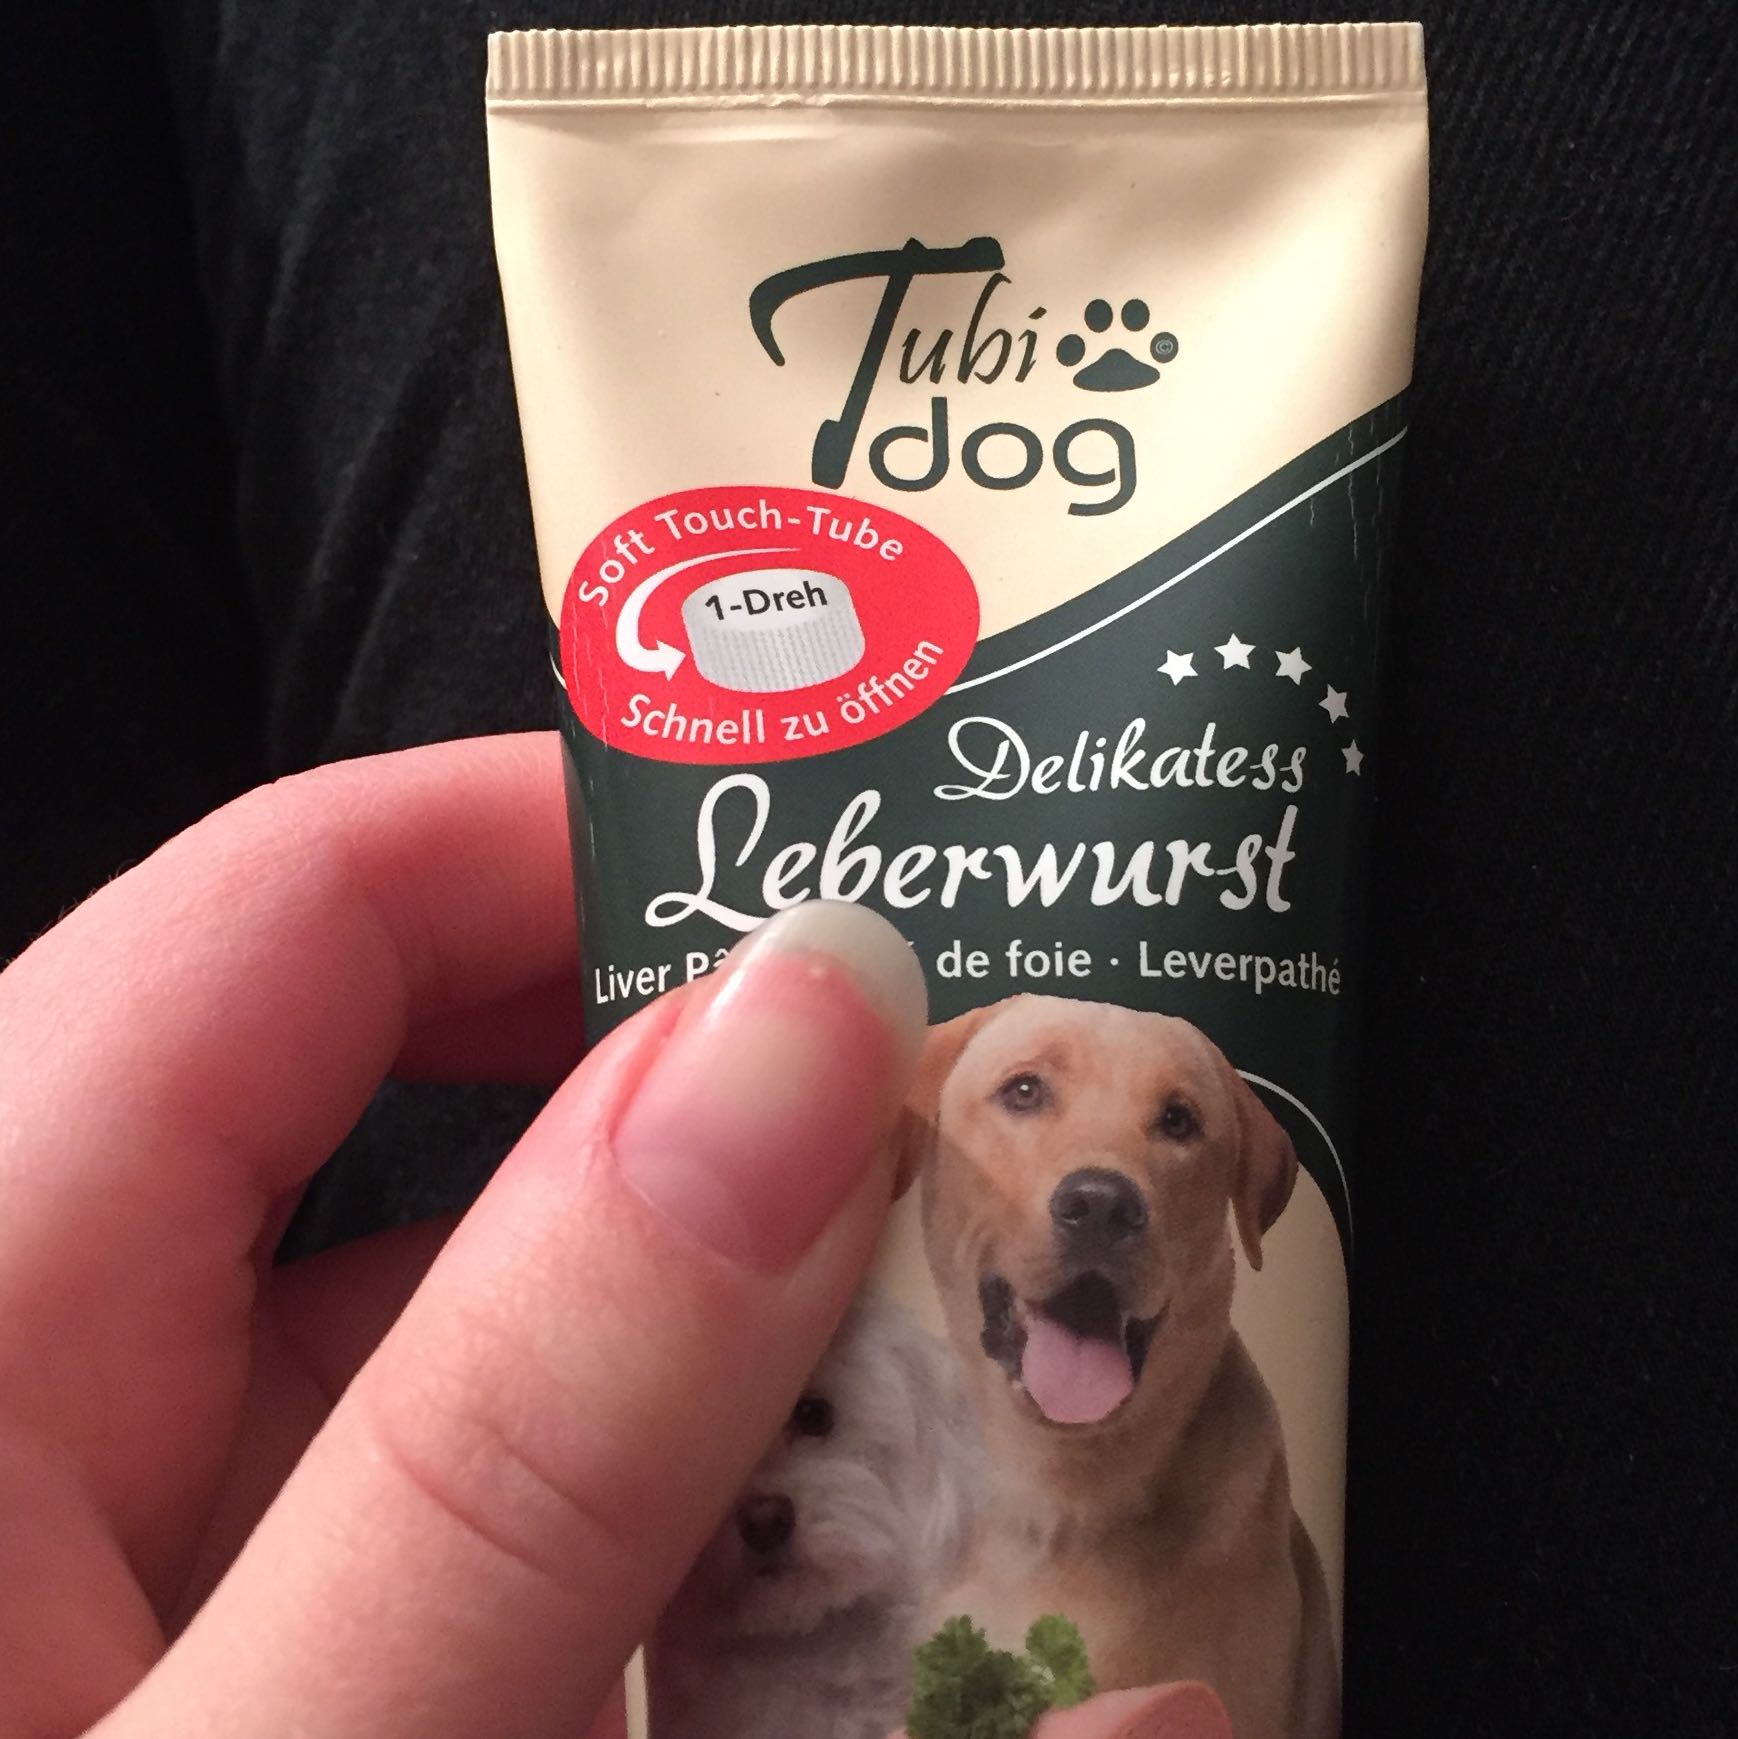 Tubi
dog
Soft Touch-Tube
1-Dreh
Schnell zu öffnen
Delikatess
Leberwurst
Liver de foie · Leverpathé